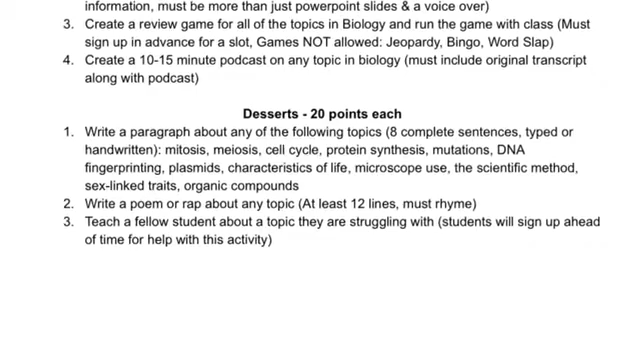 information, must be more than just powerpoint slides & a voice over)
3. Create a review game for all of the topics in Biology and run the game with class (Must
sign up in advance for a slot, Games NOT allowed: Jeopardy, Bingo, Word Slap)
4. Create a 10-15 minute podcast on any topic in biology (must include original transcript
along with podcast)
Desserts - 20 points each
1. Write a paragraph about any of the following topics (8 complete sentences, typed or
handwritten): mitosis, meiosis, cell cycle, protein synthesis, mutations, DNA
fingerprinting, plasmids, characteristics of life, microscope use, the scientific method,
sex-linked traits, organic compounds
2. Write a poem or rap about any topic (At least 12 lines, must rhyme)
3. Teach a fellow student about a topic they are struggling with (students will sign up ahead
of time for help with this activity)